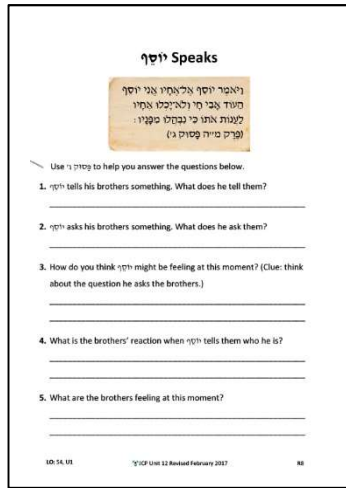 יוֹסֵף Speaks
וַיֹּאמֶר יוֹסֵף אֶל־אֶחָיו אֲנִי יוֹסֵף
הַעוֹד אָבִי חָי וְלֹא־יָכְלוּ אֶחָיו
לַעֲנוֹת אֹתוֹ כִּי נִבְהֲלוּ מִפָּנָיו :
(פֶּרֶק מ״ה פָּסוּק ג׳)
Use פָּסוּק ג׳ to help you answer the questions below.
1. יוֹסֵף tells his brothers something. What does he tell them?
2. יוֹסֵף asks his brothers something. What does he ask them?
3. How do you think יוֹסֵף might be feeling at this moment? (Clue: think
about the question he asks the brothers.)
4. What is the brothers' reaction when יוֹסֵף tells them who he is?
5. What are the brothers feeling at this moment?
LO: 54, U1 JCP Unit 12 Revised February 2017 R8